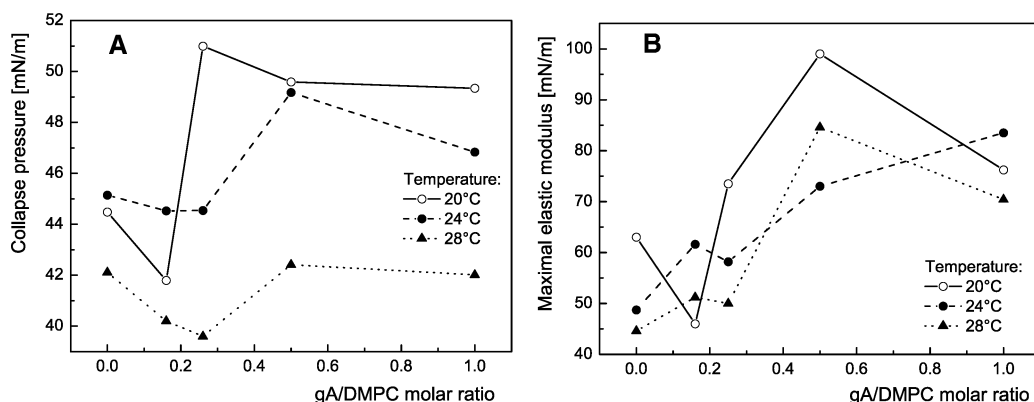 A
Collapse pressure [mN/m]
52
50
48
46
44
42
40
Temperature:
20°C
24°C
28°C
0.0 0.2 0.4 0.6 0.8 1.0
gA/DMPC molar ratio
B
Maximal elastic modulus [mN/m]
100
90
80
70
60
50
40
Temperature:
20°C
24°C
28°C
0.0 0.2 0.4 0.6 0.8 1.0
gA/DMPC molar ratio